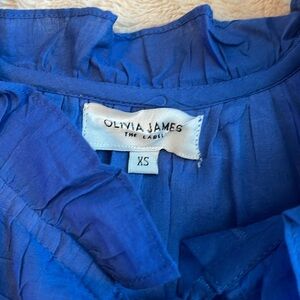 OLIVIA JAMES
THE LABEL
XS